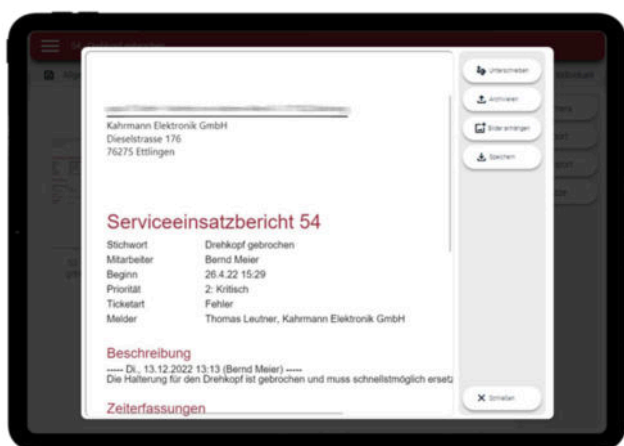 Kahrmann Elektronik GmbH
Dieselstrasse 176
76275 Ettlingen
Serviceeinsatzbericht 54
Stichwort Drehkopf gebrochen
Mitarbeiter Bernd Meier
Beginn 26.4.22 15:29
Priorität 2: Kritisch
Ticketart Fehler
Melder Thomas Leutner, Kahrmann Elektronik GmbH
Beschreibung
----- Di., 13.12.2022 13:13 (Bernd Meier) -----
Die Halterung für den Drehkopf ist gebrochen und muss schnellstmöglich ersetz
Zeiterfassungen
Unterschreiben
Archivieren
Bilder anhängen
Speichern
Schließen